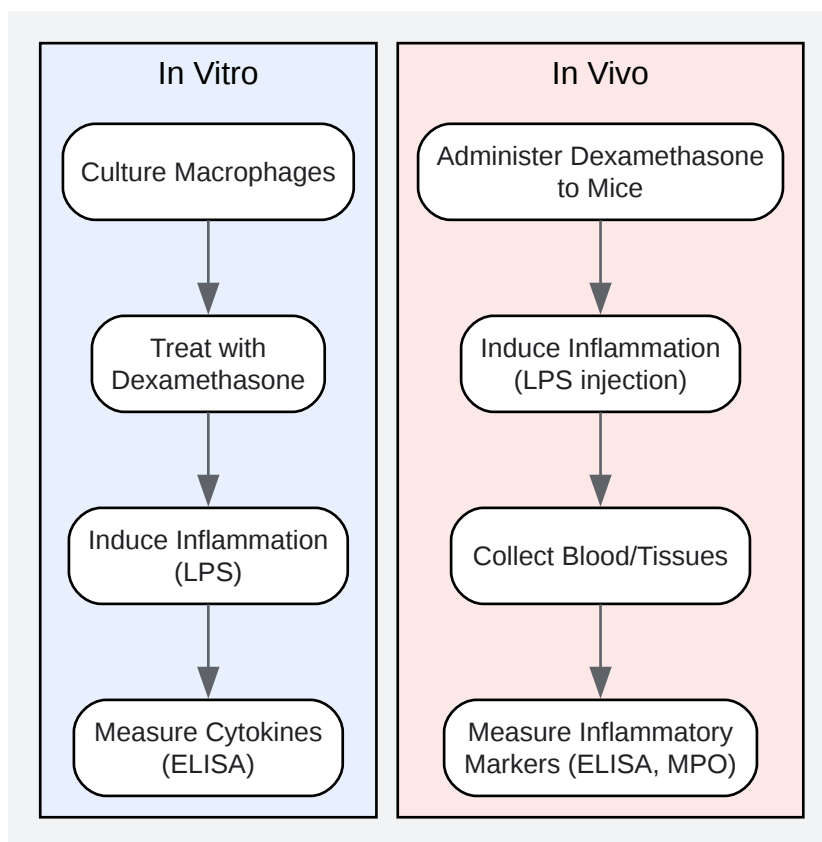 In Vitro
Culture Macrophages
Treat with
Dexamethasone
Induce Inflammation
(LPS)
Measure Cytokines
(ELISA)
In Vivo
Administer Dexamethasone
to Mice
Induce Inflammation
(LPS injection)
Collect Blood/Tissues
Measure Inflammatory
Markers (ELISA, MPO)